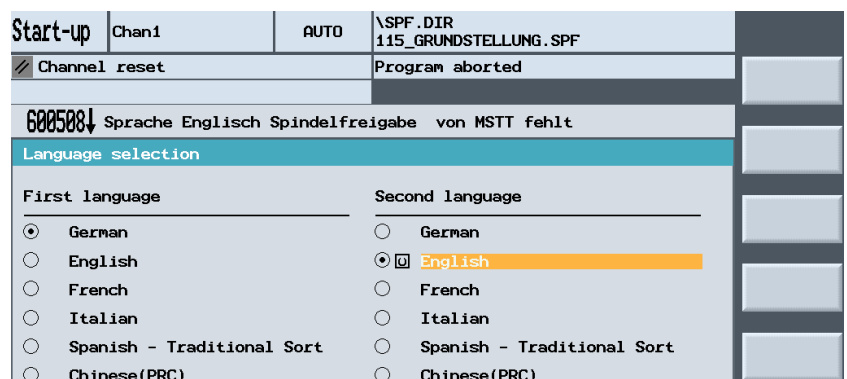 Start-up Chan1 AUTO \SPF.DIR
115_GRUNDSTELLUNG.SPF
Channel reset Program aborted
600508↓ Sprache Englisch Spindelfreigabe von MSTT fehlt
Language selection
First language Second language
German German
English English
French French
Italian Italian
Spanish - Traditional Sort Spanish - Traditional Sort
Chinese(PRC) Chinese(PRC)